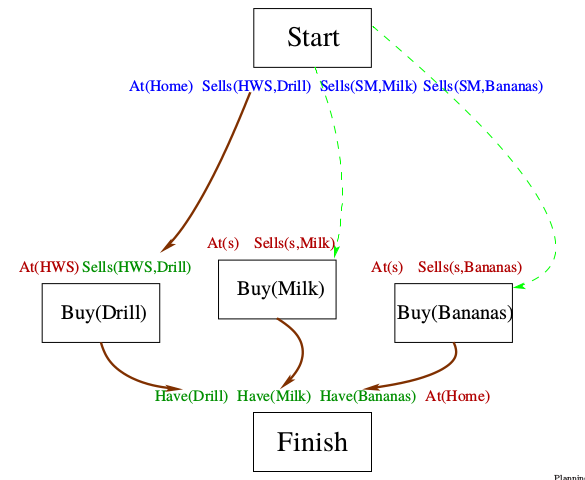 Start
At(Home) Sells(HWS,Drill) Sells(SM,Milk) Sells(SM,Bananas)
At(s) Sells(s,Milk)
At(HWS) Sells(HWS,Drill)
At(s) Sells(s,Bananas)
Buy(Drill)
Buy(Milk)
Buy(Bananas)
Have(Drill) Have(Milk) Have(Bananas) At(Home)
Finish